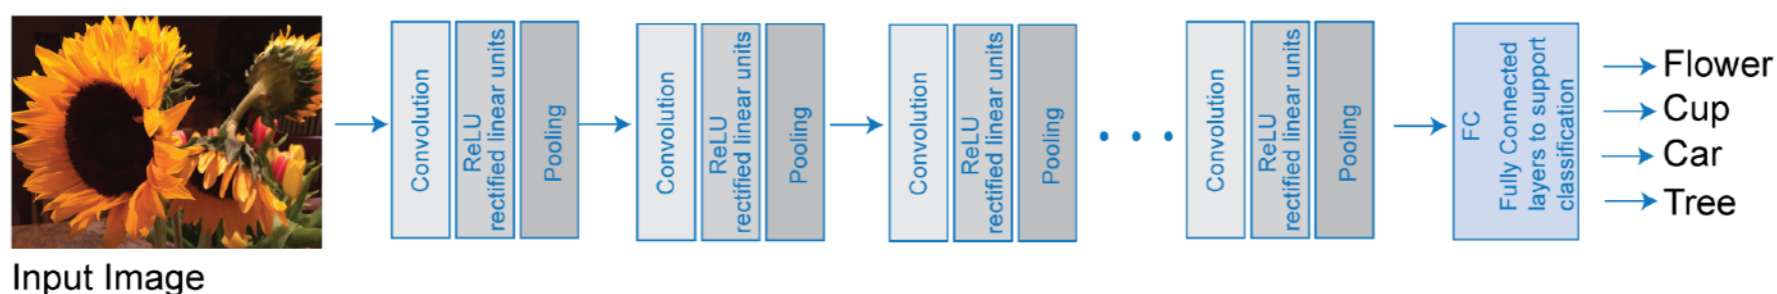 Convolution
ReLU
rectified linear units
Pooling
Convolution
ReLU
rectified linear units
Pooling
Convolution
ReLU
rectified linear units
Pooling
Convolution
ReLU
rectified linear units
Pooling
FC
Fully Connected
layers to support
classification
Flower
Cup
Car
Tree
Input Image